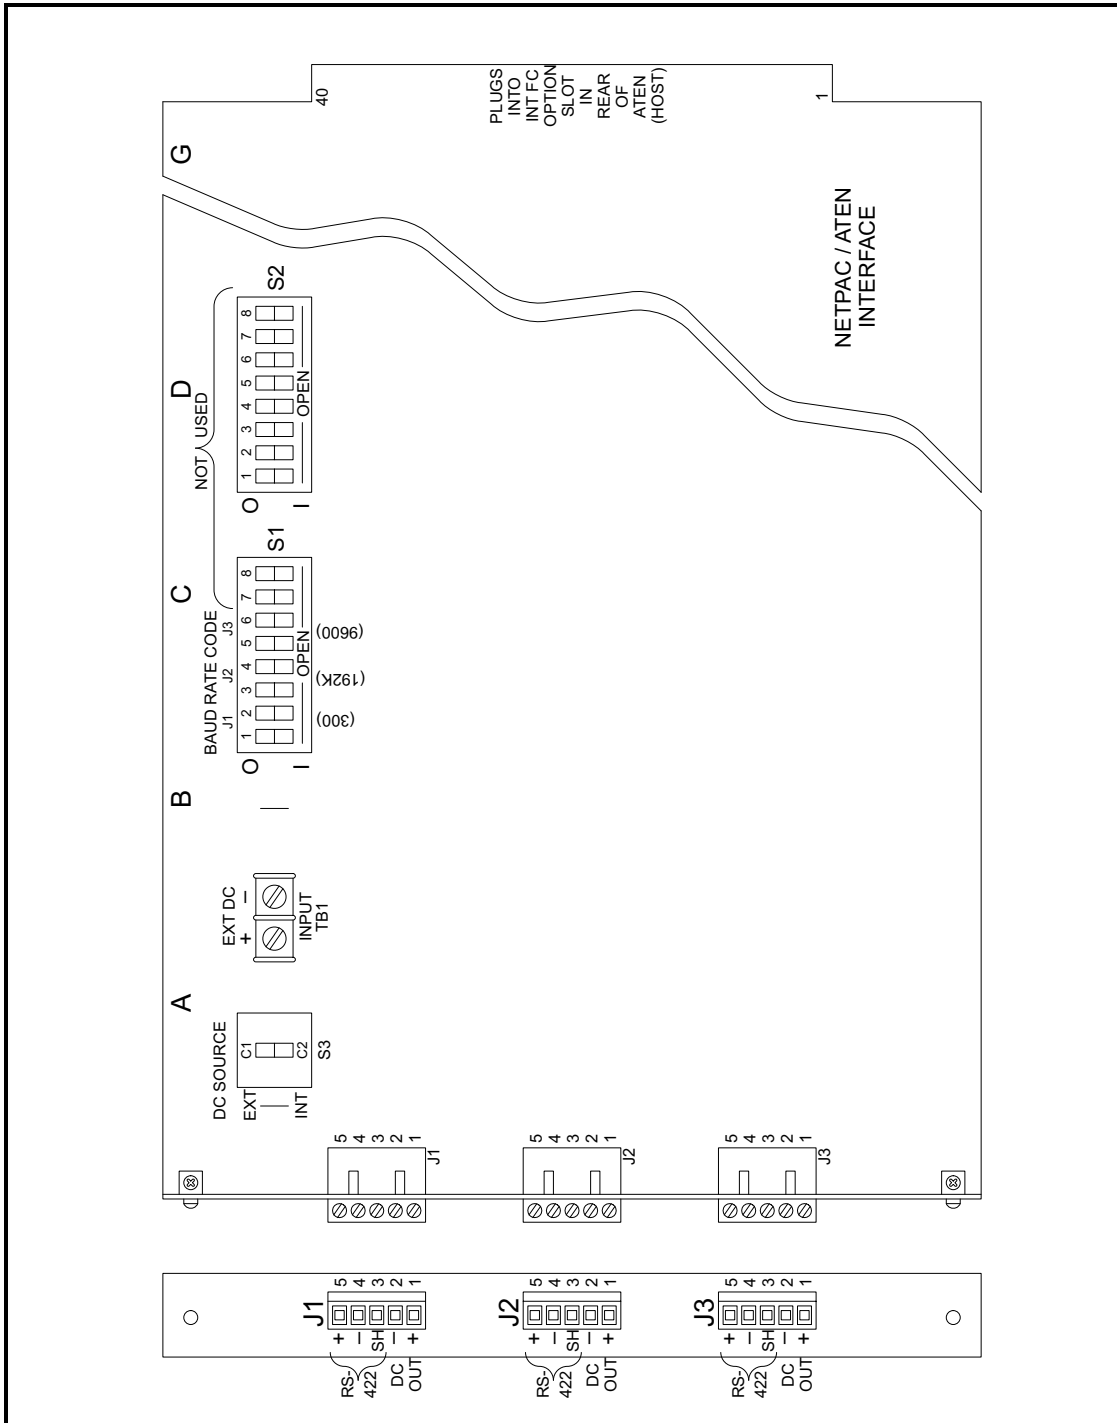 40
1
PLUGS
INTO
INT FC
OPTION
SLOT
IN
REAR
OF
ATEN
(HOST)
G
NETPAC / ATEN
INTERFACE
D
NOT USED
S2
1 2 3 4 5 6 7 8
OPEN
O
I
C
BAUD RATE CODE
J1 J2 J3
S1
1 2 3 4 5 6 7 8
OPEN
O
I
(300) (192K) (9600)
B
EXT DC
+ −
INPUT
TB1
A
DC SOURCE
EXT
INT
C1
C2
S3
5 4 3 2 1
J1
5 4 3 2 1
J2
5 4 3 2 1
J3
J1
5 4 3 2 1
+ − SH − +
RS-
422
DC
OUT
J2
5 4 3 2 1
+ − SH − +
RS-
422
DC
OUT
J3
5 4 3 2 1
+ − SH − +
RS-
422
DC
OUT